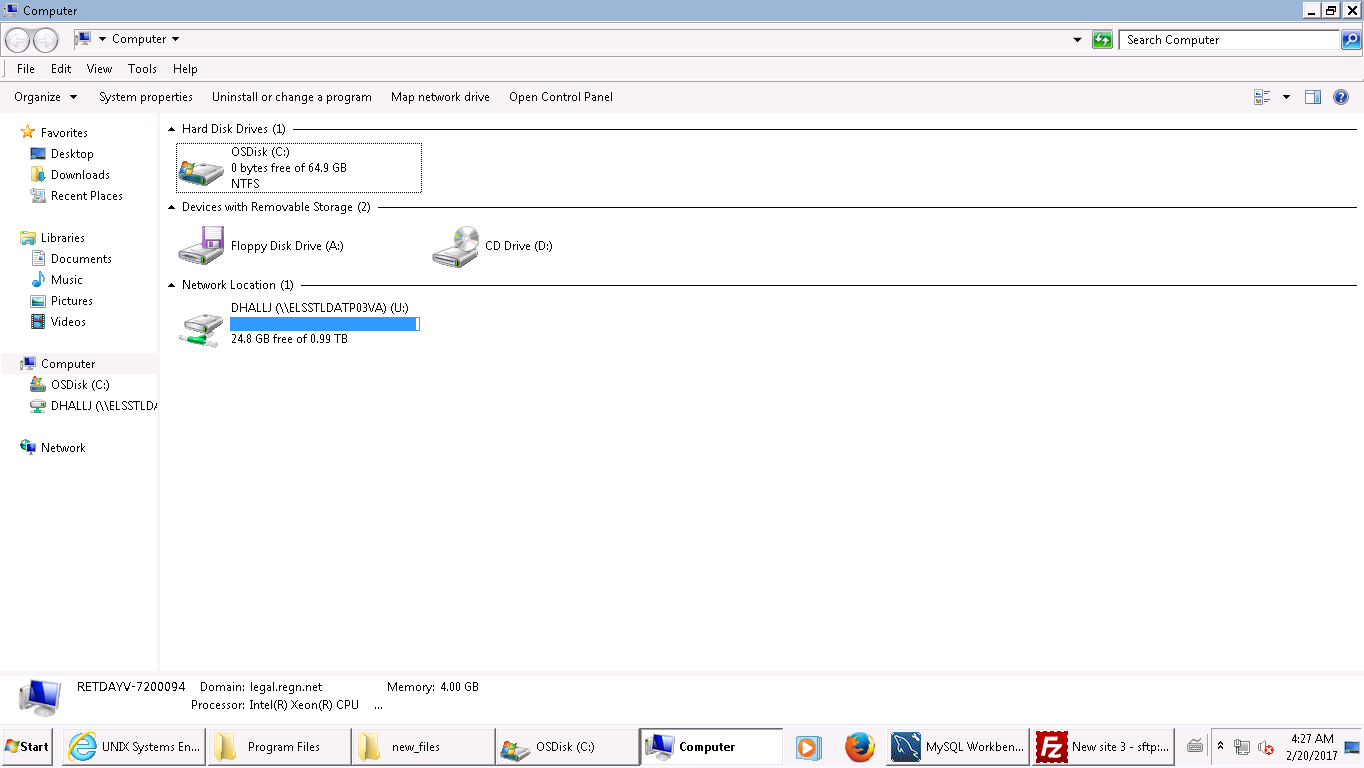 Computer
Computer
Search Computer
File Edit View Tools Help
Organize System properties Uninstall or change a program Map network drive Open Control Panel
Favorites
Desktop
Downloads
Recent Places
Libraries
Documents
Music
Pictures
Videos
Computer
OSDisk (C:)
DHALLJ (\\ELSSTLDA
Network
Hard Disk Drives (1)
OSDisk (C:)
0 bytes free of 64.9 GB
NTFS
Devices with Removable Storage (2)
Floppy Disk Drive (A:)
CD Drive (D:)
Network Location (1)
DHALLJ (\\ELSSTLDATP03VA) (U:)
24.8 GB free of 0.99 TB
RETDAYV-7200094 Domain: legal.regn.net Memory: 4.00 GB
Processor: Intel(R) Xeon(R) CPU ...
Start
UNIX Systems En...
Program Files
new_files
OSDisk (C:)
Computer
MySQL Workben...
Fz New site 3 - sftp:...
4:27 AM
2/20/2017